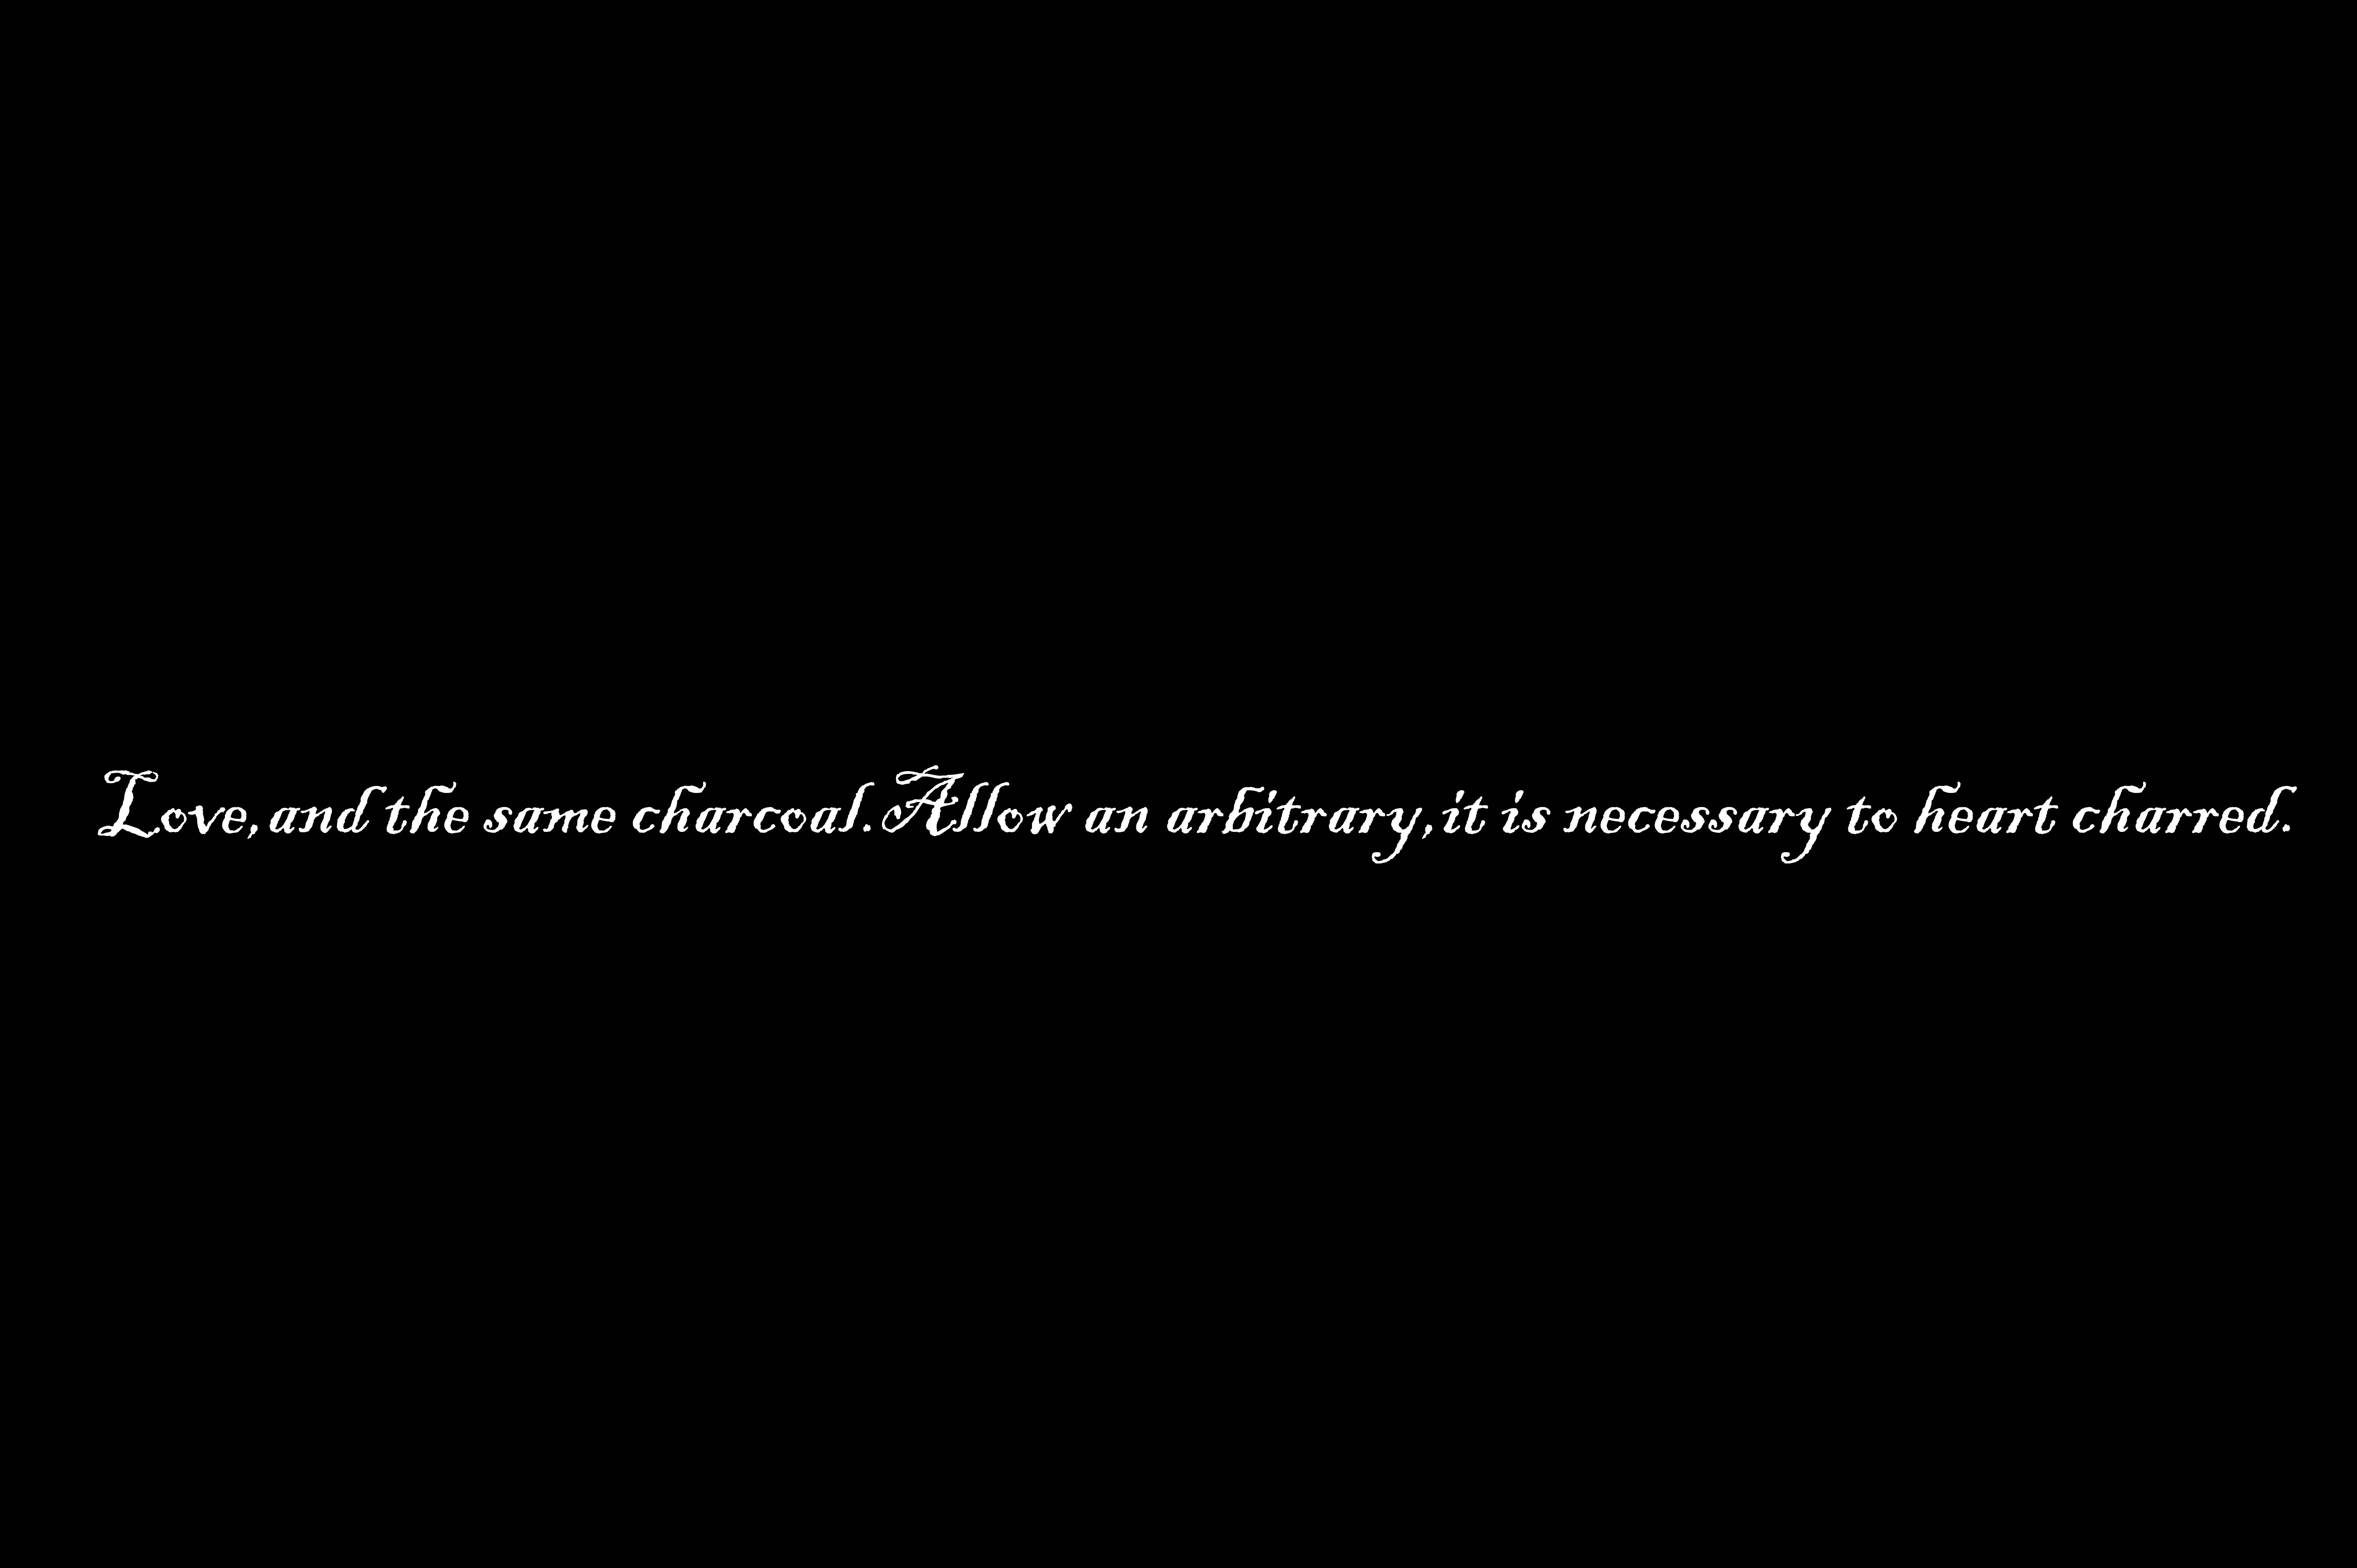 Love, and the same charcoal. Allow an arbitrary, it is necessary to heart charred.